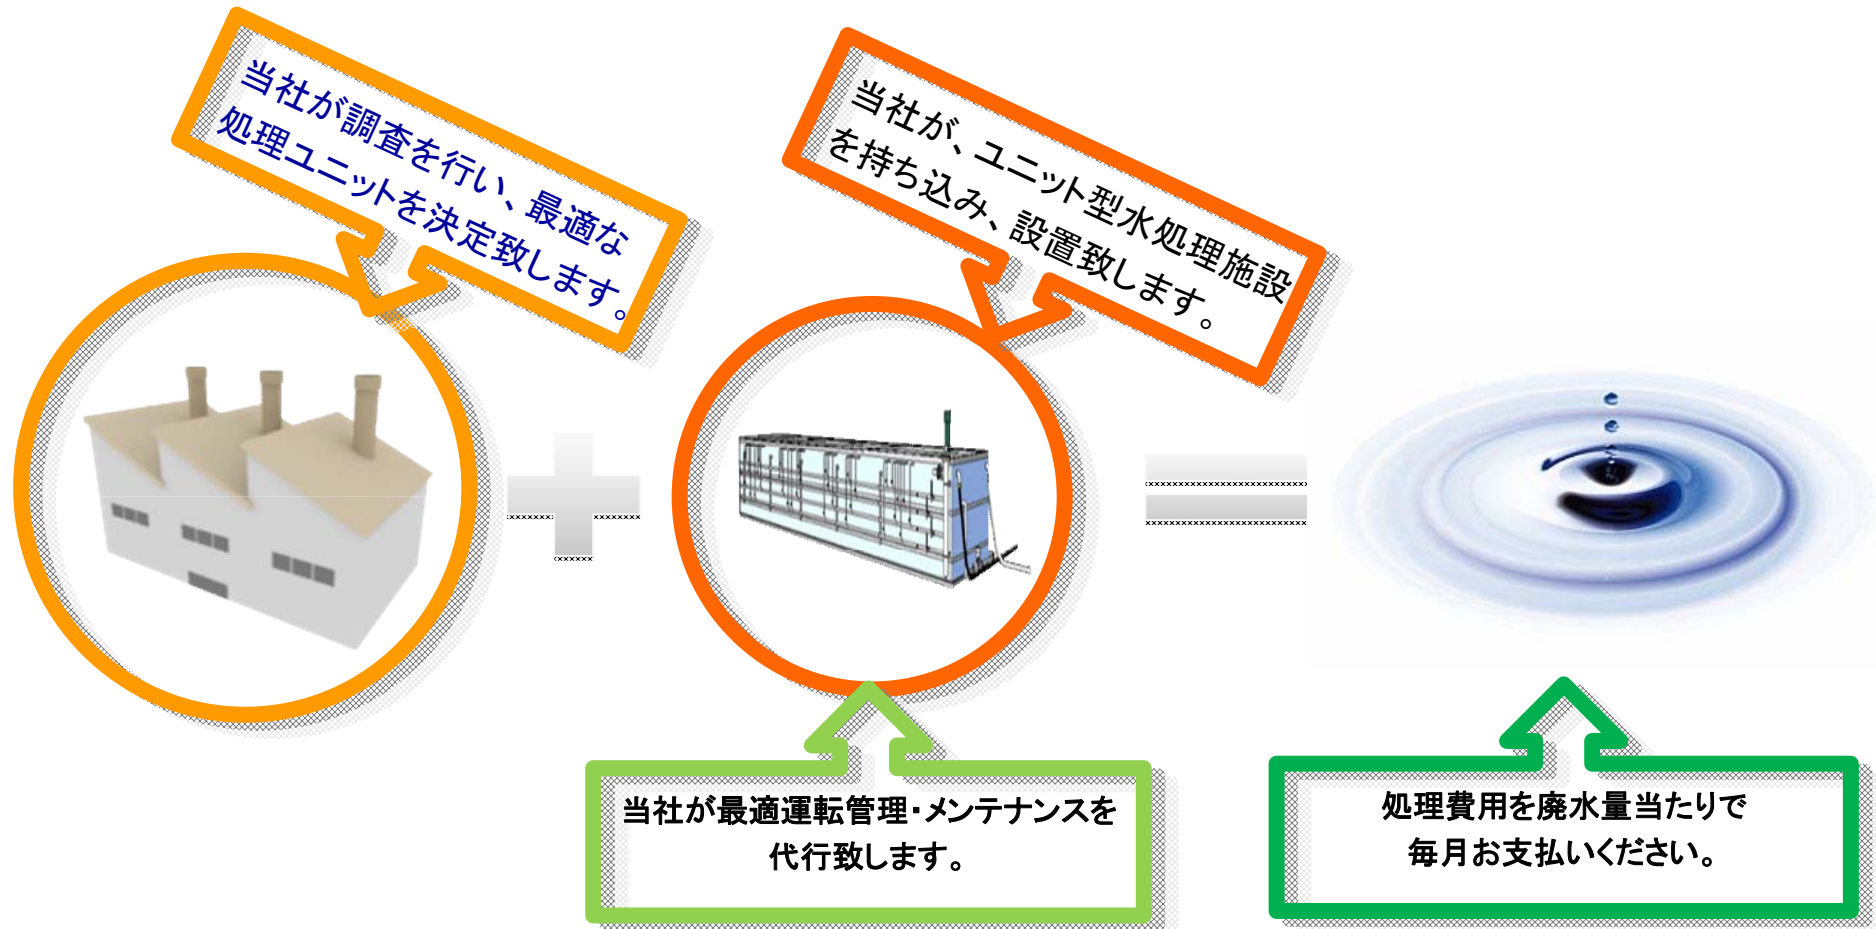 当社が調査を行い、最適な
処理ユニットを決定致します。
当社が、ユニット型水処理施設
を持ち込み、設置致します。
当社が最適運転管理・メンテナンスを
代行致します。
処理費用を廃水量当たりで
毎月お支払いください。